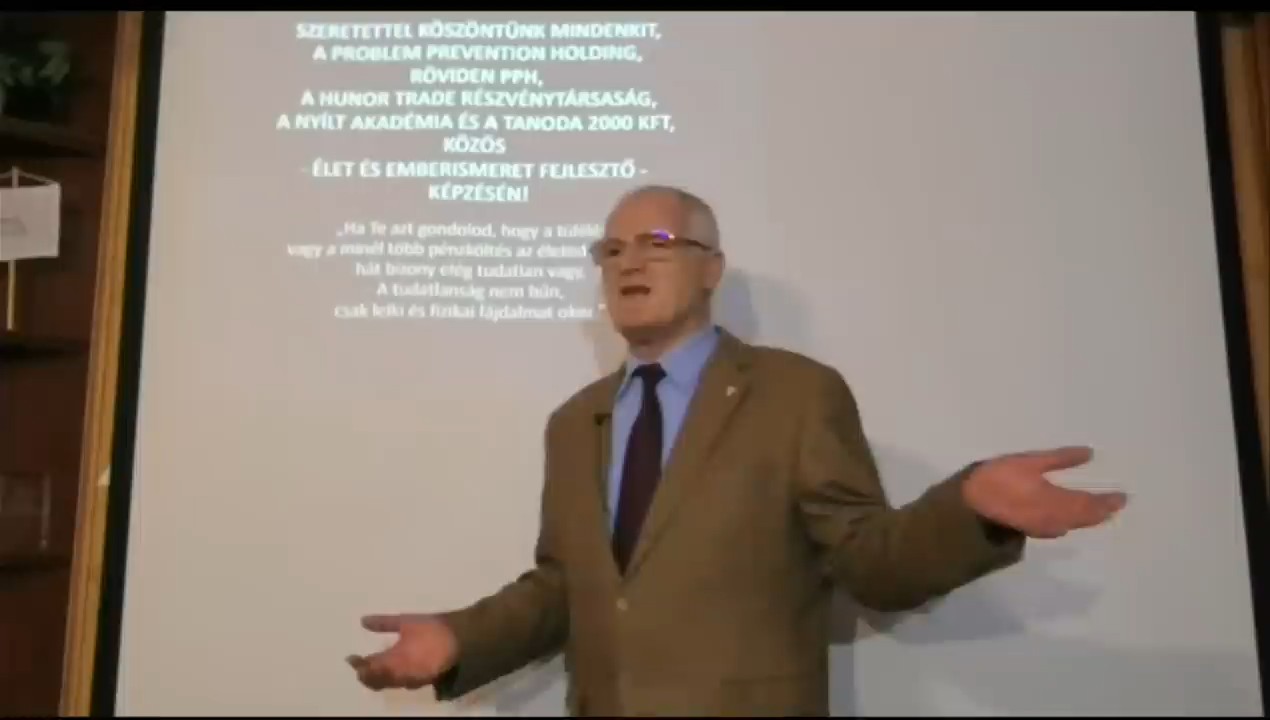 SZERETETTEL KÖSZÖNTÜNK MINDENKIT,
A PROBLEM PREVENTION HOLDING,
RÖVIDEN PPH,
A HUNOR TRADE RÉSZVÉNYTÁRSASÁG,
A NYÍLT AKADÉMIA ÉS A TANODA 2000 KFT,
KÖZÖS
- ÉLET ÉS EMBERISMERET FEJLESZTŐ -
KÉPZÉSÉN!
„Ha Te azt gondolod, hogy a
vagy a minél több pénzköltés az
hát bizony elég tudatlan vagy.
A tudatlanság nem bűn,
csak lelki és fizikai fájdalmat okoz."